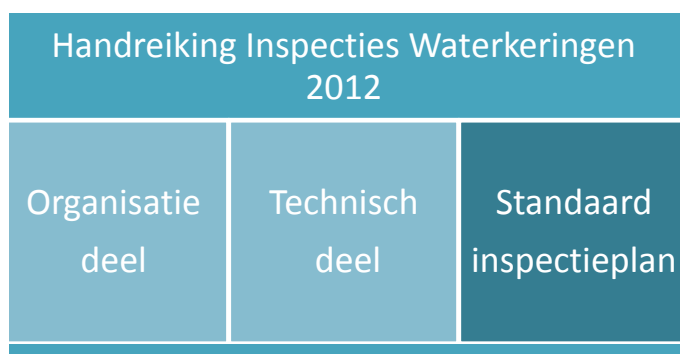 Handreiking Inspecties Waterkeringen
2012
Organisatie
deel
Technisch
deel
Standaard
inspectieplan